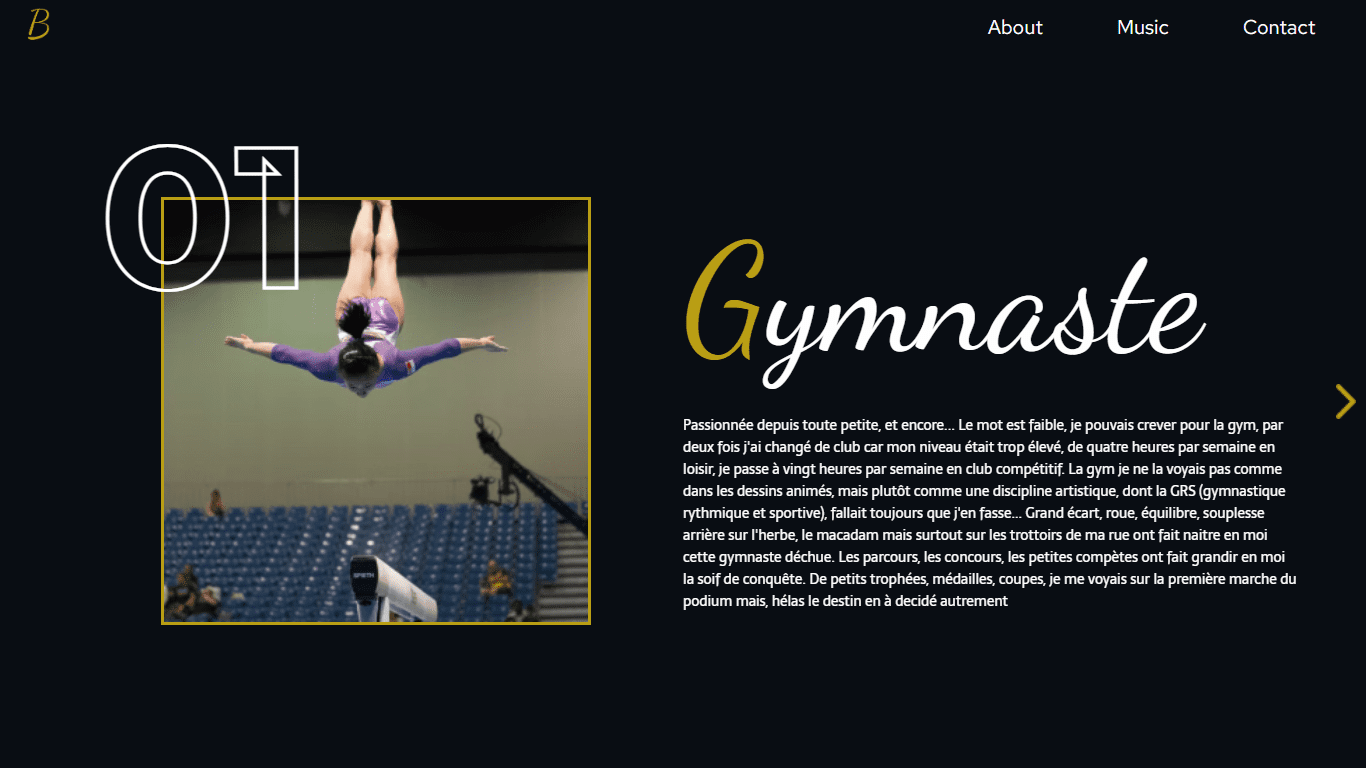 B
About Music Contact
01
Gymnaste
Passionnée depuis toute petite, et encore... Le mot est faible, je pouvais crever pour la gym, par
deux fois j'ai changé de club car mon niveau était trop élevé, de quatre heures par semaine en
loisir, je passe à vingt heures par semaine en club compétitif. La gym je ne la voyais pas comme
dans les dessins animés, mais plutôt comme une discipline artistique, dont la GRS (gymnastique
rythmique et sportive), fallait toujours que j'en fasse... Grand écart, roue, équilibre, souplesse
arrière sur l'herbe, le macadam mais surtout sur les trottoirs de ma rue ont fait naitre en moi
cette gymnaste déchue. Les parcours, les concours, les petites compètes ont fait grandir en moi
la soif de conquête. De petits trophées, médailles, coupes, je me voyais sur la première marche du
podium mais, hélas le destin en à decidé autrement
SPIETH